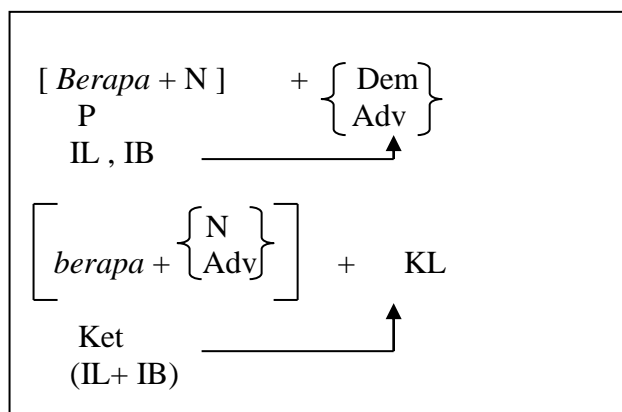 [ Berapa + N ] + { Dem
Adv }
P
IL , IB
[ berapa + { N
Adv } ] + KL
Ket
(IL+ IB)